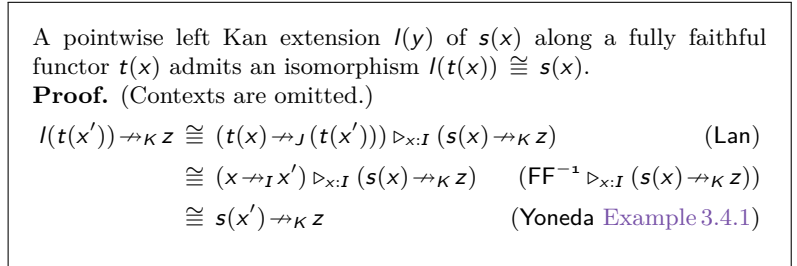 A pointwise left Kan extension l(y) of s(x) along a fully faithful
functor t(x) admits an isomorphism l(t(x)) ≅ s(x).
Proof. (Contexts are omitted.)
l(t(x′)) ⇸_K z ≅ (t(x) ⇸_J (t(x′))) ▷_{x:I} (s(x) ⇸_K z) (Lan)
≅ (x ⇸_I x′) ▷_{x:I} (s(x) ⇸_K z) (FF⁻¹ ▷_{x:I} (s(x) ⇸_K z))
≅ s(x′) ⇸_K z (Yoneda Example 3.4.1)